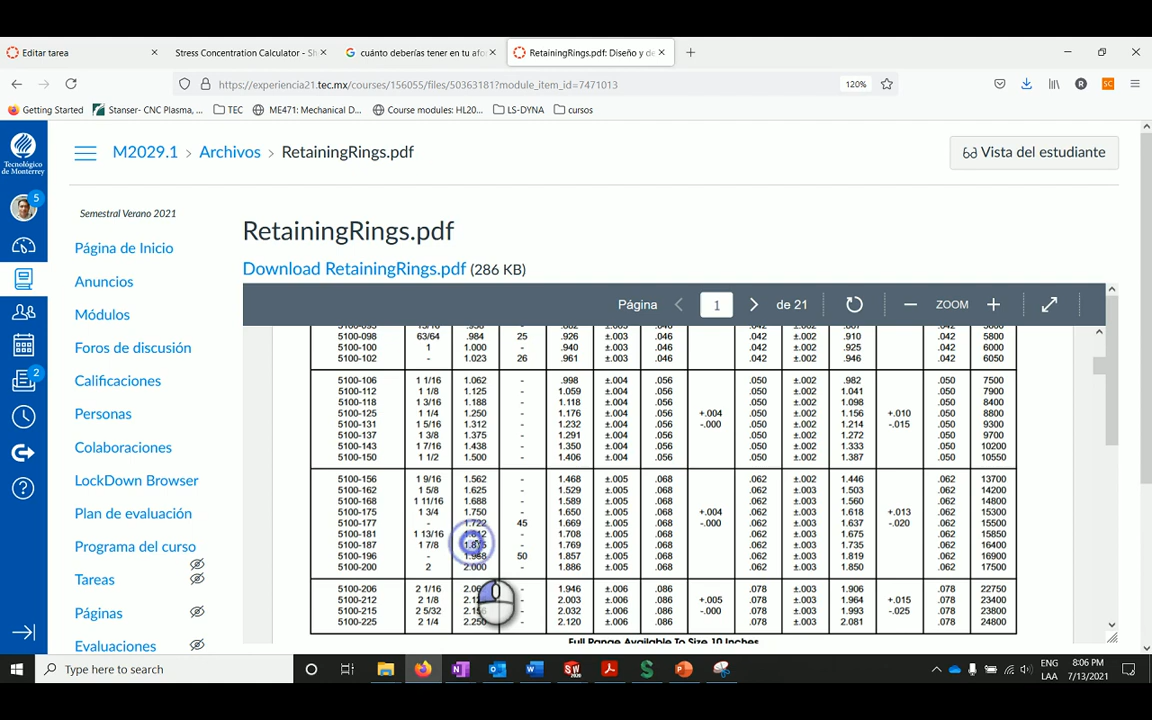 Editar tarea
Stress Concentration Calculator - Sh
cuánto deberías tener en tu afo
RetainingRings.pdf: Diseño y de
https://experiencia21.tec.mx/courses/156055/files/50363181?module_item_id=7471013
120%
Getting Started
Stanser- CNC Plasma, ...
TEC
ME471: Mechanical D...
Course modules: HL20...
LS-DYNA
cursos
Tecnológico de Monterrey
5
2
M2029.1 > Archivos > RetainingRings.pdf
Vista del estudiante
Semestral Verano 2021
Página de Inicio
Anuncios
Módulos
Foros de discusión
Calificaciones
Personas
Colaboraciones
LockDown Browser
Plan de evaluación
Programa del curso
Tareas
Páginas
Evaluaciones
RetainingRings.pdf
Download RetainingRings.pdf (286 KB)
Página 1 de 21 ZOOM
5100-098 63/64 .984 25 .926 ±.003 .046 .042 ±.002 .910 .042 5800
5100-100 1 1.000 - .940 ±.003 .046 .042 ±.002 .925 .042 6000
5100-102 - 1.023 26 .961 ±.003 .046 .042 ±.002 .946 .042 6050
5100-106 1 1/16 1.062 - .998 ±.004 .056 .050 ±.002 .982 .050 7500
5100-112 1 1/8 1.125 - 1.059 ±.004 .056 .050 ±.002 1.041 .050 7900
5100-118 1 3/16 1.188 - 1.118 ±.004 .056 .050 ±.002 1.098 .050 8400
5100-125 1 1/4 1.250 - 1.176 ±.004 .056 +.004 .050 ±.002 1.156 +.010 .050 8800
5100-131 1 5/16 1.312 - 1.232 ±.004 .056 -.000 .050 ±.002 1.214 -.015 .050 9300
5100-137 1 3/8 1.375 - 1.291 ±.004 .056 .050 ±.002 1.272 .050 9700
5100-143 1 7/16 1.438 - 1.350 ±.004 .056 .050 ±.002 1.333 .050 10200
5100-150 1 1/2 1.500 - 1.406 ±.004 .056 .050 ±.002 1.387 .050 10550
5100-156 1 9/16 1.562 - 1.468 ±.005 .068 .062 ±.002 1.446 .062 13700
5100-162 1 5/8 1.625 - 1.529 ±.005 .068 .062 ±.003 1.503 .062 14200
5100-168 1 11/16 1.688 - 1.589 ±.005 .068 .062 ±.003 1.560 .062 14800
5100-175 1 3/4 1.750 - 1.650 ±.005 .068 +.004 .062 ±.003 1.618 +.013 .062 15300
5100-177 - 1.722 45 1.669 ±.005 .068 -.000 .062 ±.003 1.637 -.020 .062 15500
5100-181 1 13/16 - 1.708 ±.005 .068 .062 ±.003 1.675 .062 15850
5100-187 1 7/8 - 1.769 ±.005 .068 .062 ±.003 1.735 .062 16400
5100-196 - 1.968 50 1.857 ±.005 .068 .062 ±.003 1.819 .062 16900
5100-200 2 2.000 - 1.886 ±.005 .068 .062 ±.003 1.850 .062 17500
5100-206 2 1/16 - 1.946 ±.006 .086 .078 ±.003 1.906 .078 22750
5100-212 2 1/8 - 2.003 ±.006 .086 +.005 .078 ±.003 1.964 +.015 .078 23400
5100-215 2 5/32 - 2.032 ±.006 .086 -.000 .078 ±.003 1.993 -.025 .078 23800
5100-225 2 1/4 2.250 - 2.120 ±.006 .086 .078 ±.003 2.081 .078 24800
Full Range Available To Size 10 Inches
Type here to search
ENG
LAA
8:06 PM
7/13/2021